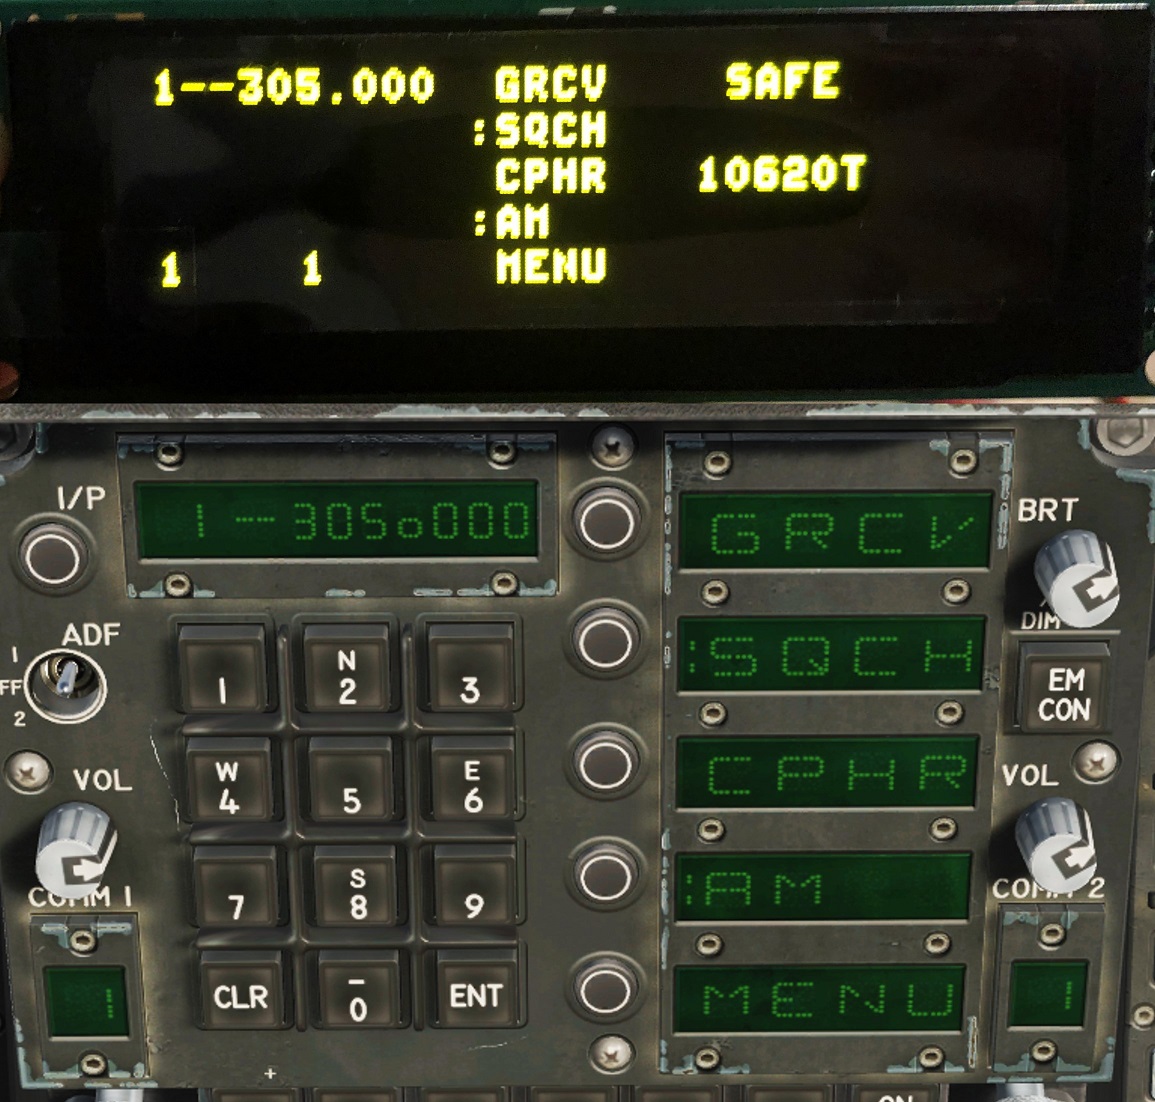 1--305.000 GRCV SAFE
:SQCH
CPHR 10620T
:AM
1 1 MENU
I/P 1--305.000 GRCV BRT
DIM
ADF
1
2
:SQCH
EM CON
1 N 2 3
CPHR
VOL VOL
W 4 5 E 6
:AM
7 S 8 9
COMM 1 COMM 2
CLR – 0 ENT
1 MENU 1